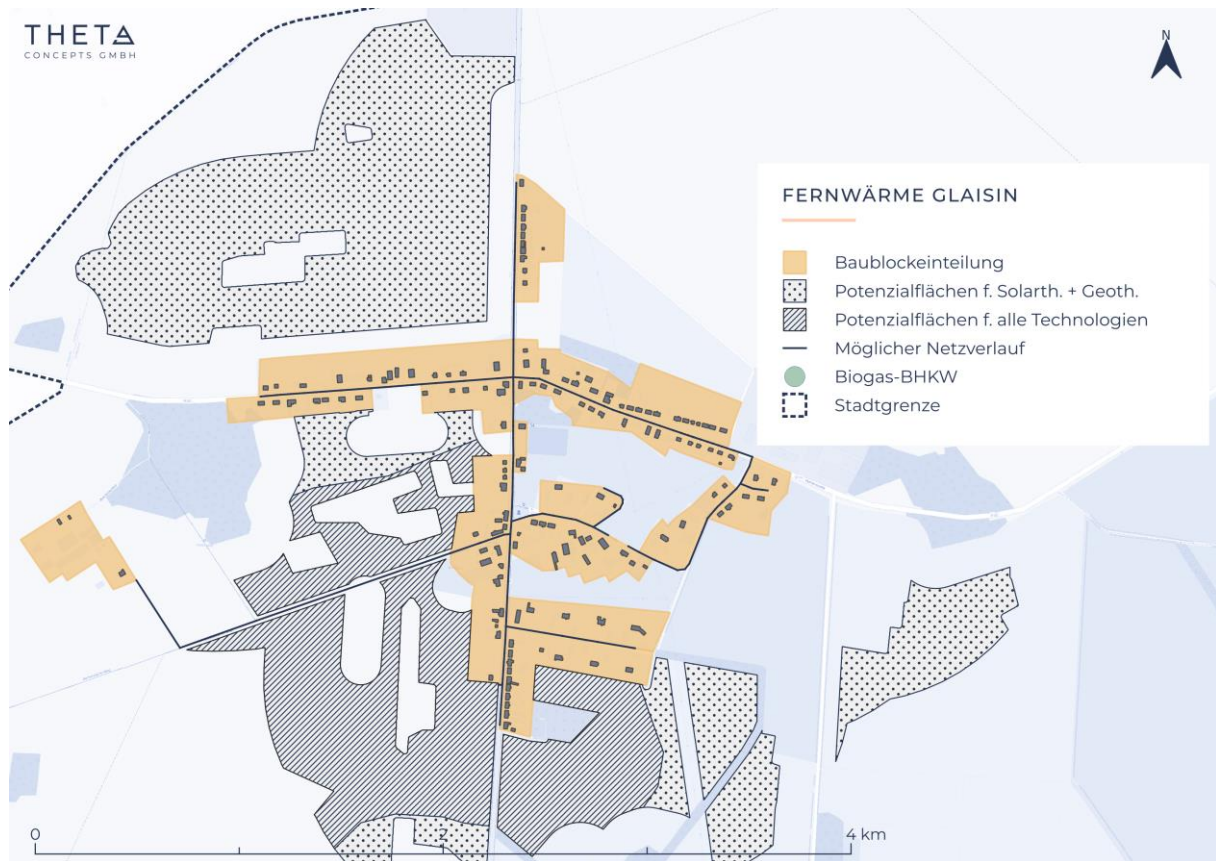 THETA
CONCEPTS GMBH
N
FERNWÄRME GLAISIN
Baublockeinteilung
Potenzialflächen f. Solarth. + Geoth.
Potenzialflächen f. alle Technologien
Möglicher Netzverlauf
Biogas-BHKW
Stadtgrenze
0
2
4 km